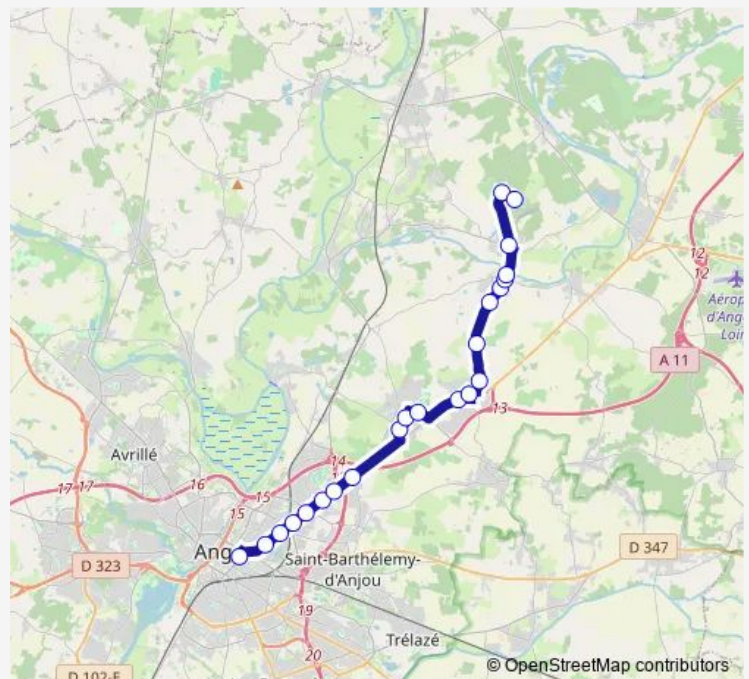 12
12
Aérop
d'Ang
Loir
A 11
13
14
Avrillé
16
15
17
17
15
Ang
D 323
Saint-Barthélemy-
d'Anjou
D 347
19
Trélazé
20
D 102-E
© OpenStreetMap contributors